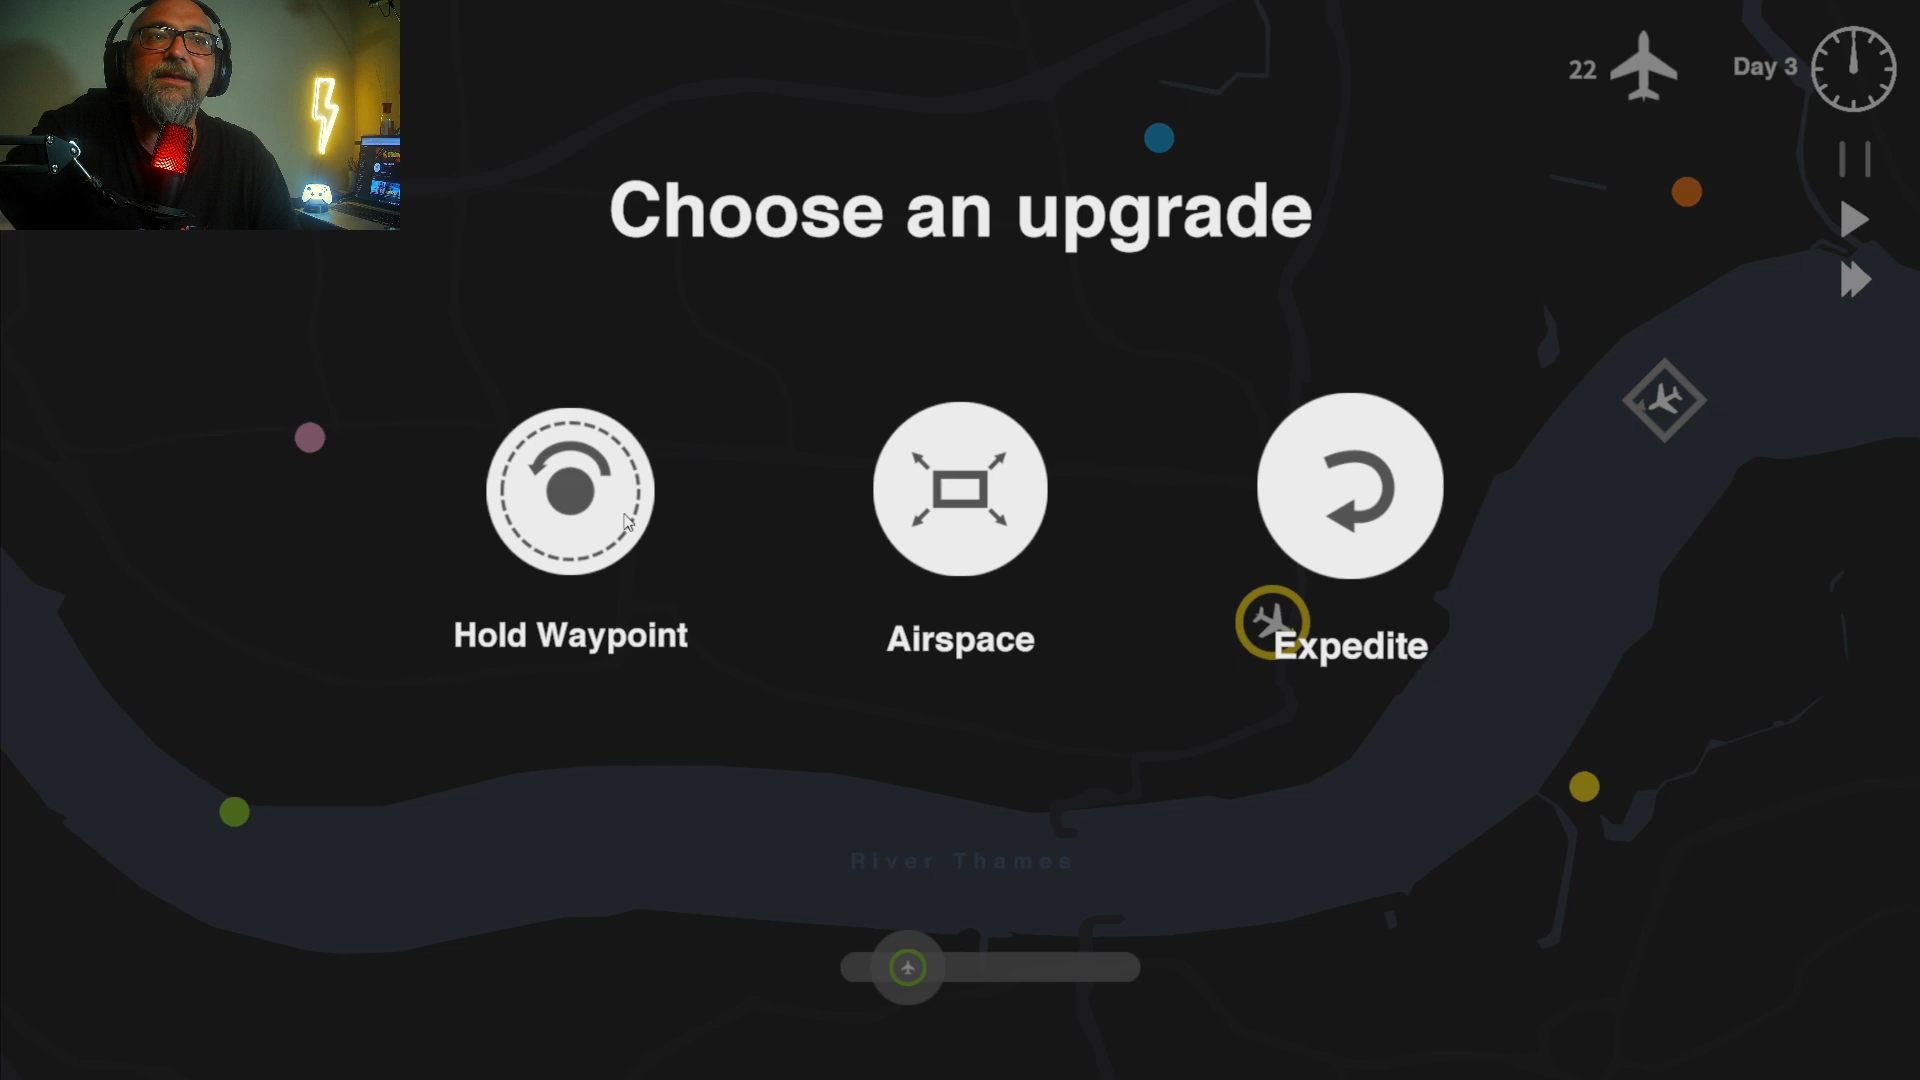 22
Day 3
Choose an upgrade
Hold Waypoint
Airspace
Expedite
River Thames